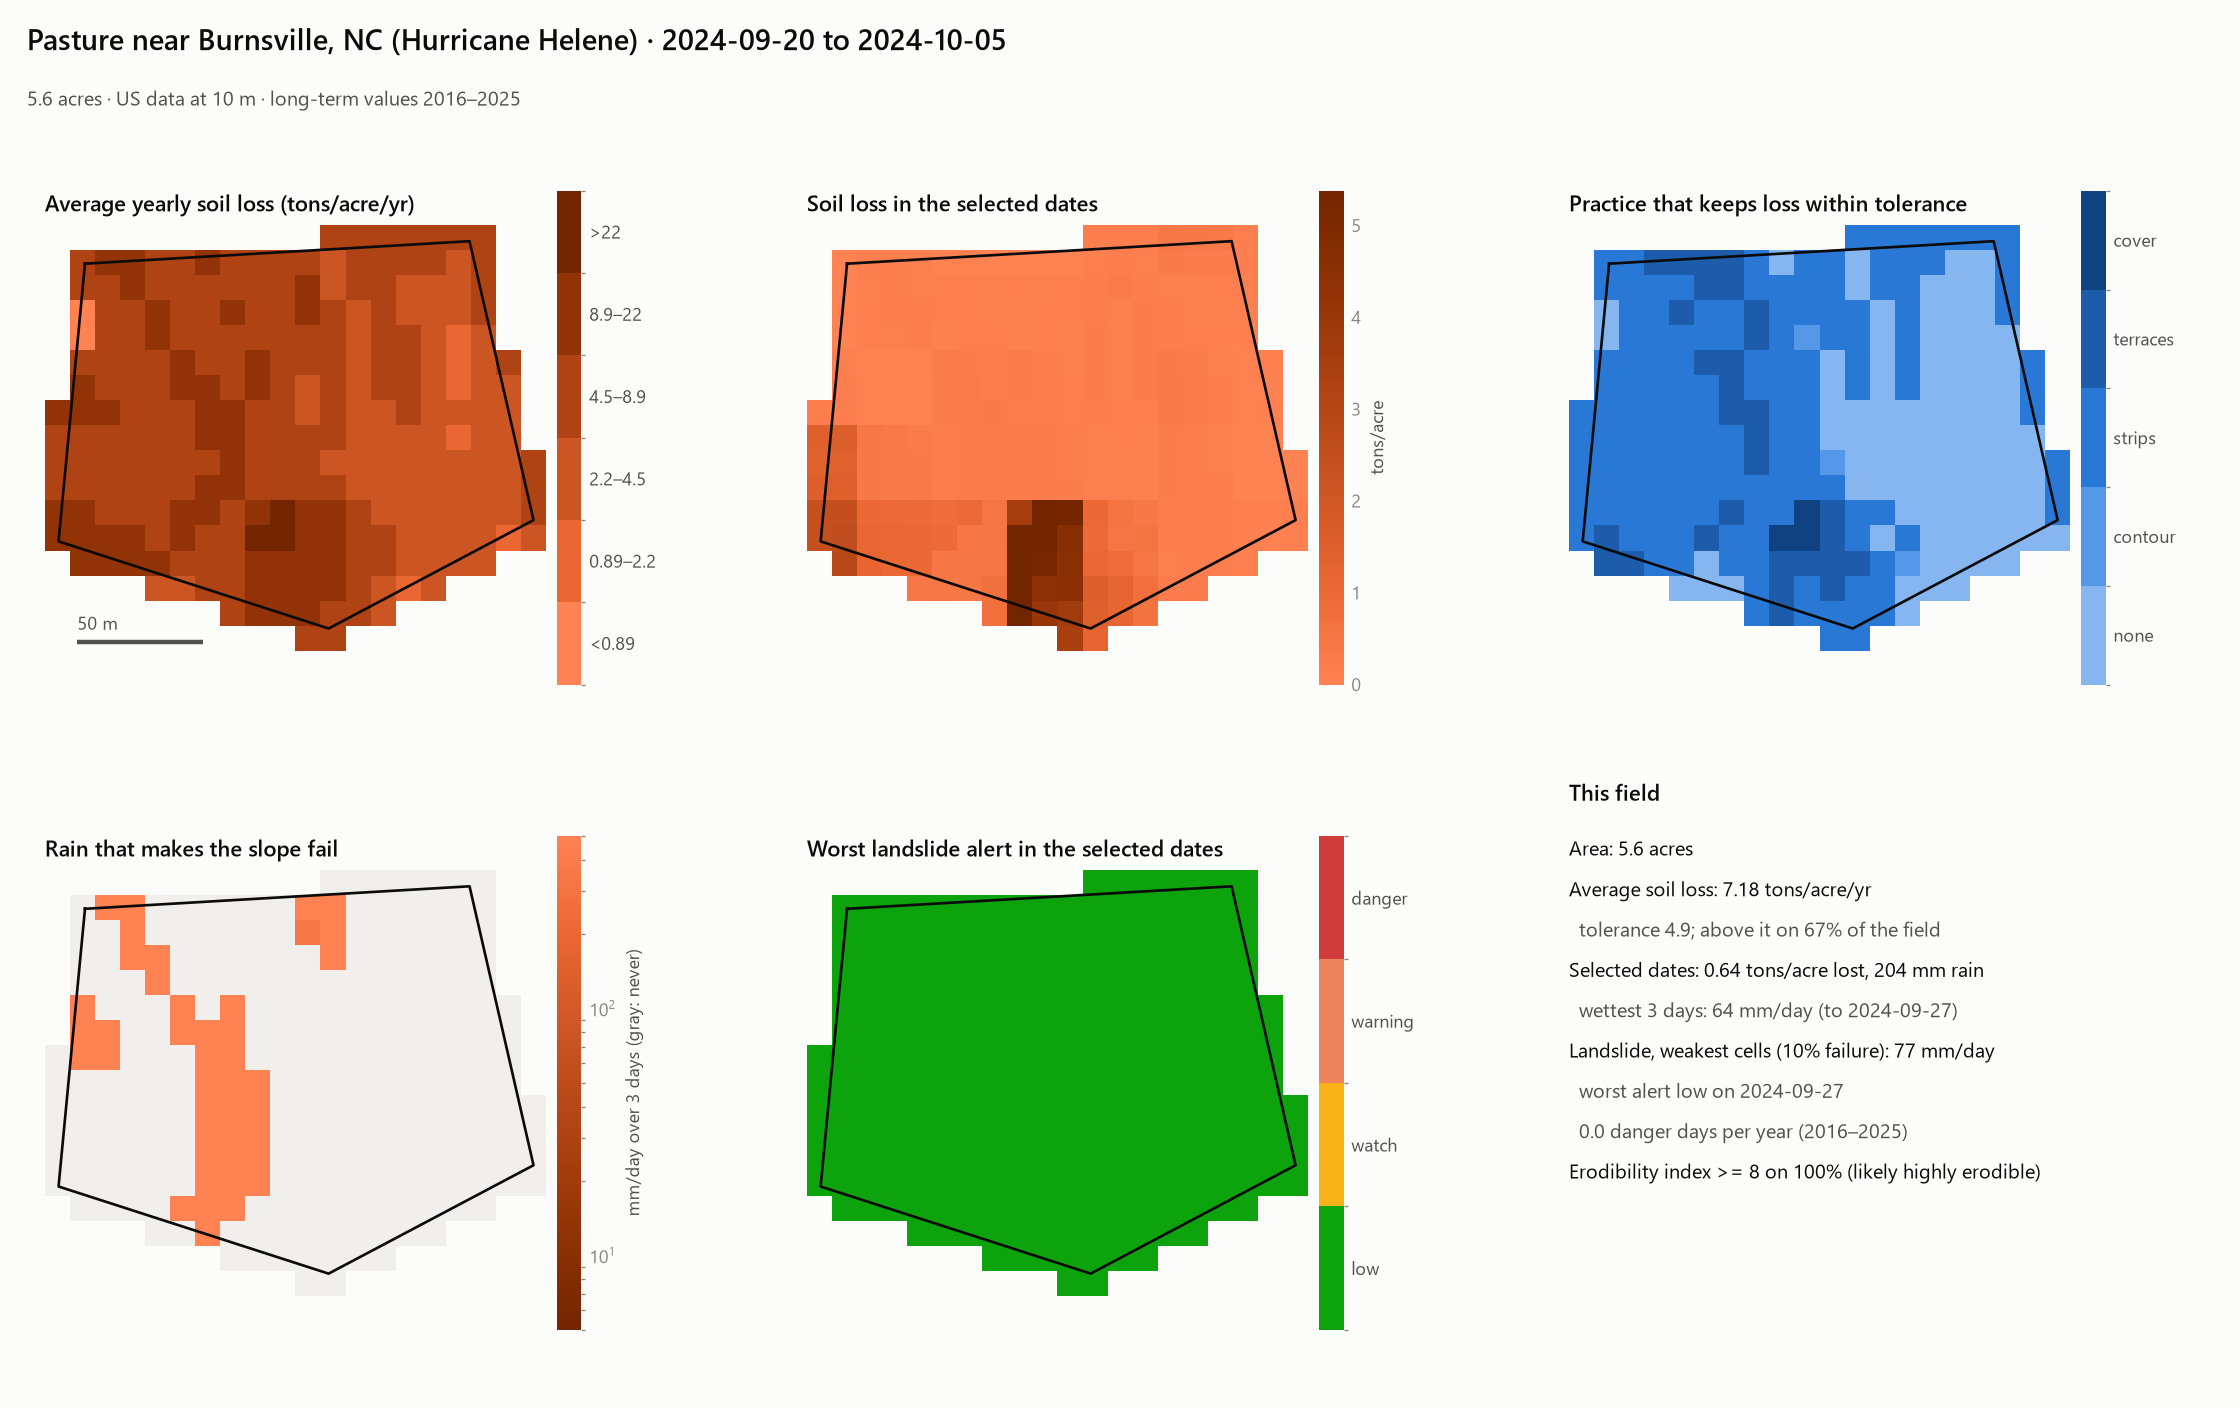 Pasture near Burnsville, NC (Hurricane Helene) · 2024-09-20 to 2024-10-05
5.6 acres · US data at 10 m · long-term values 2016–2025
Average yearly soil loss (tons/acre/yr)
>22
8.9–22
4.5–8.9
2.2–4.5
0.89–2.2
<0.89
50 m
Soil loss in the selected dates
5
4
3
2
1
0
tons/acre
Practice that keeps loss within tolerance
cover
terraces
strips
contour
none
Rain that makes the slope fail
10²
10¹
mm/day over 3 days (gray: never)
Worst landslide alert in the selected dates
danger
warning
watch
low
This field
Area: 5.6 acres
Average soil loss: 7.18 tons/acre/yr
tolerance 4.9; above it on 67% of the field
Selected dates: 0.64 tons/acre lost, 204 mm rain
wettest 3 days: 64 mm/day (to 2024-09-27)
Landslide, weakest cells (10% failure): 77 mm/day
worst alert low on 2024-09-27
0.0 danger days per year (2016–2025)
Erodibility index >= 8 on 100% (likely highly erodible)